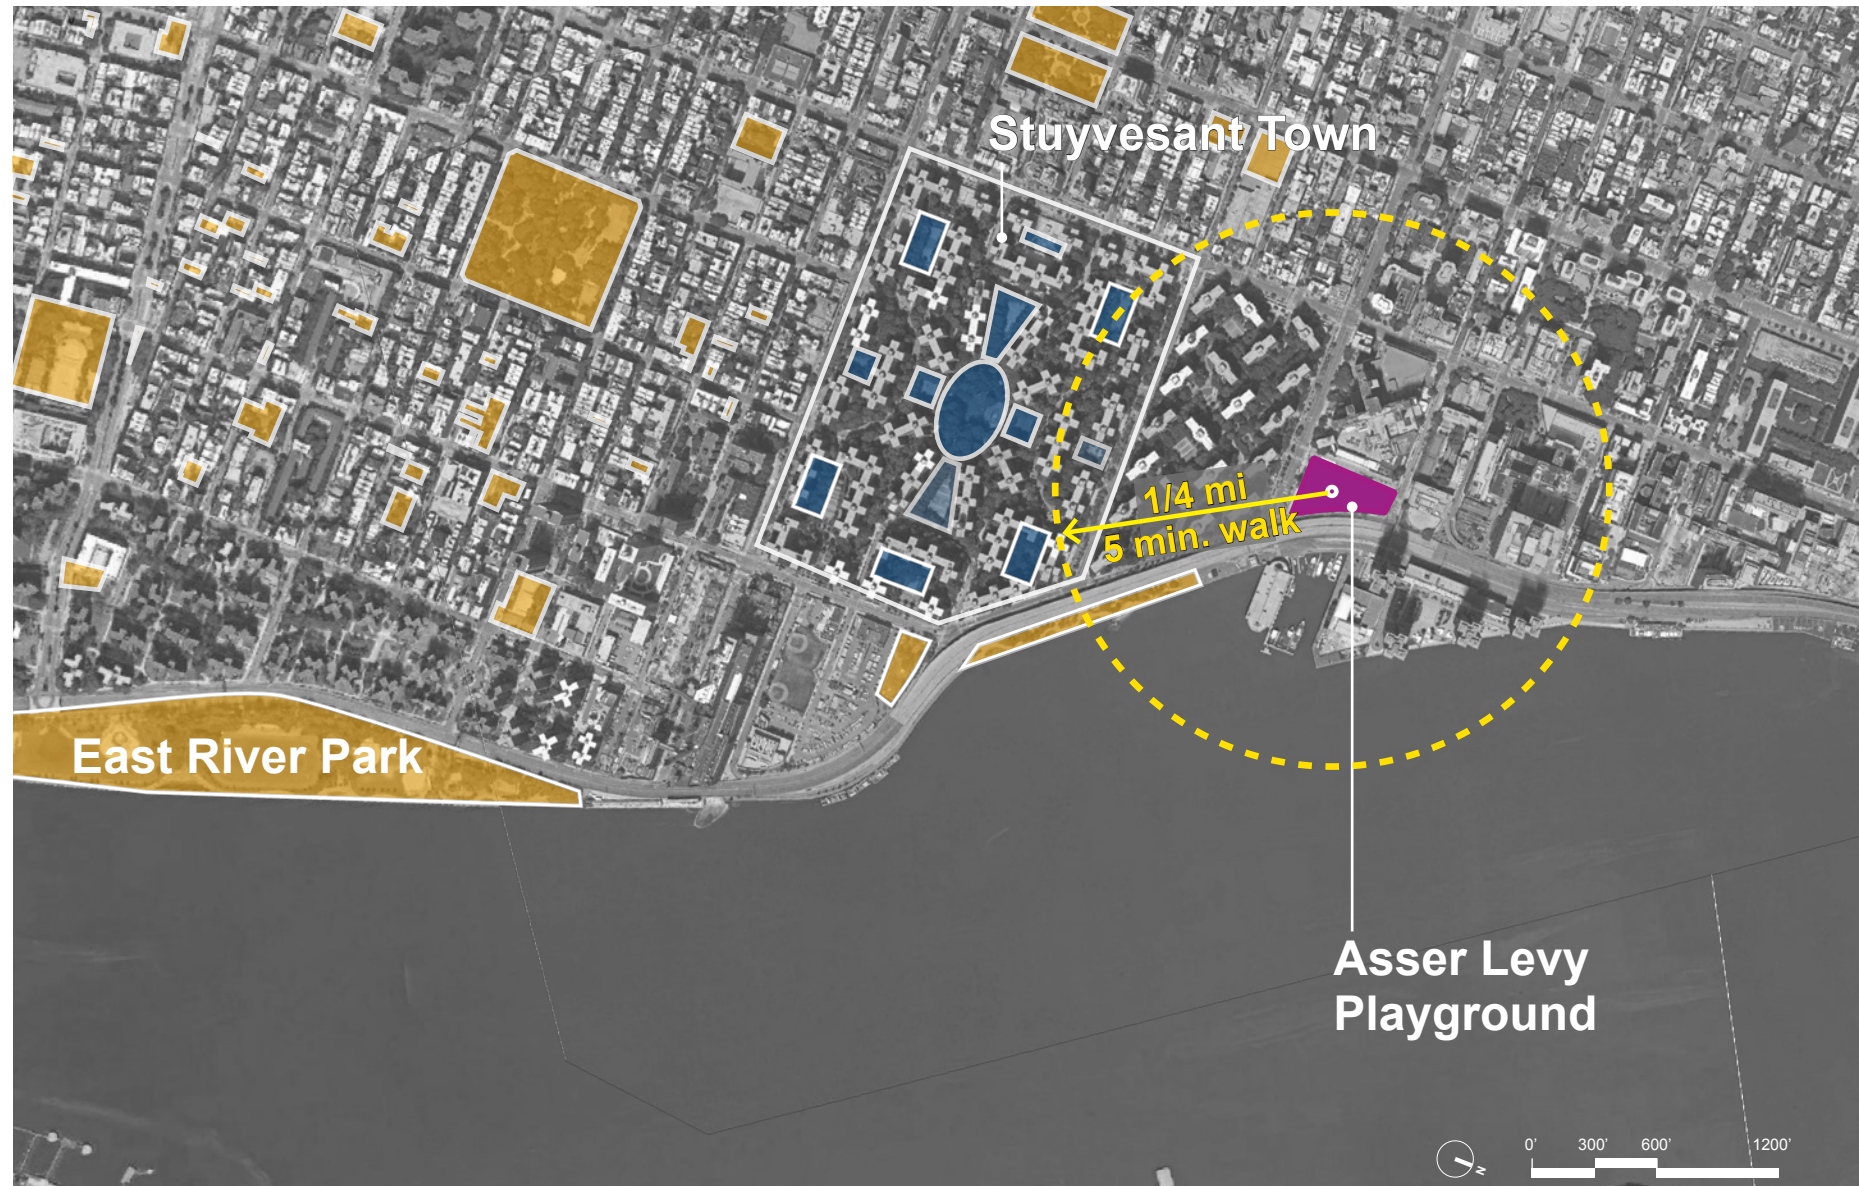 Stuyvesant Town
1/4 mi
5 min. walk
East River Park
Asser Levy
Playground
N
0' 300' 600' 1200'